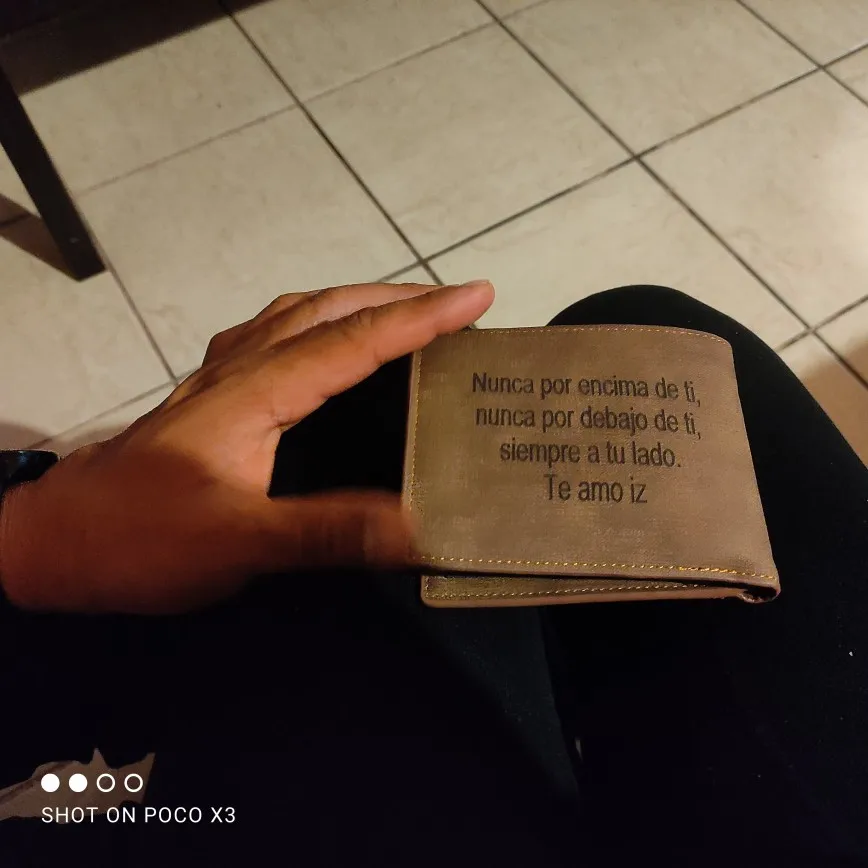 Nunca por encima de ti,
nunca por debajo de ti,
siempre a tu lado.
Te amo iz
SHOT ON POCO X3